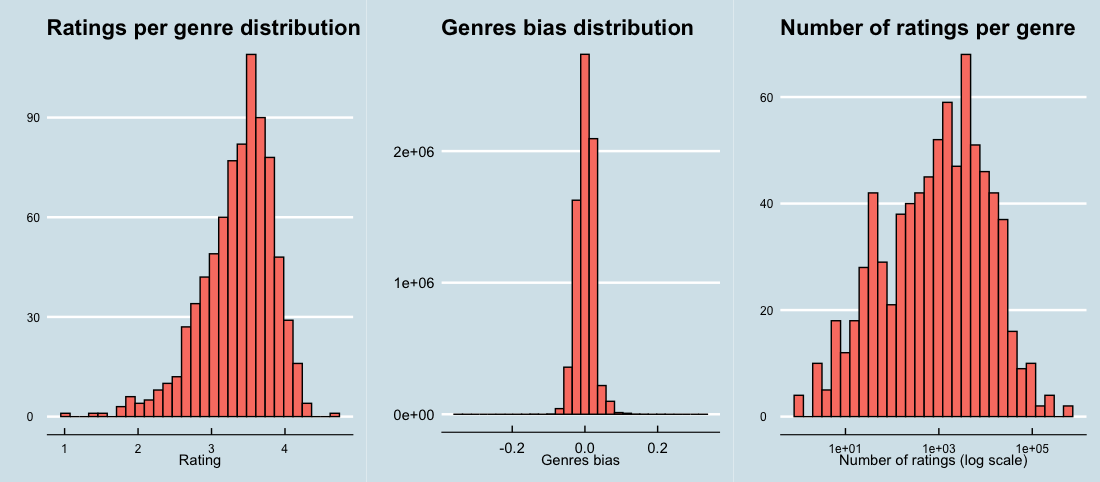 Ratings per genre distribution
90
60
30
0
1 2 3 4
Rating
Genres bias distribution
2e+06
1e+06
0e+00
-0.2 0.0 0.2
Genres bias
Number of ratings per genre
60
40
20
0
1e+01 1e+03 1e+05
Number of ratings (log scale)